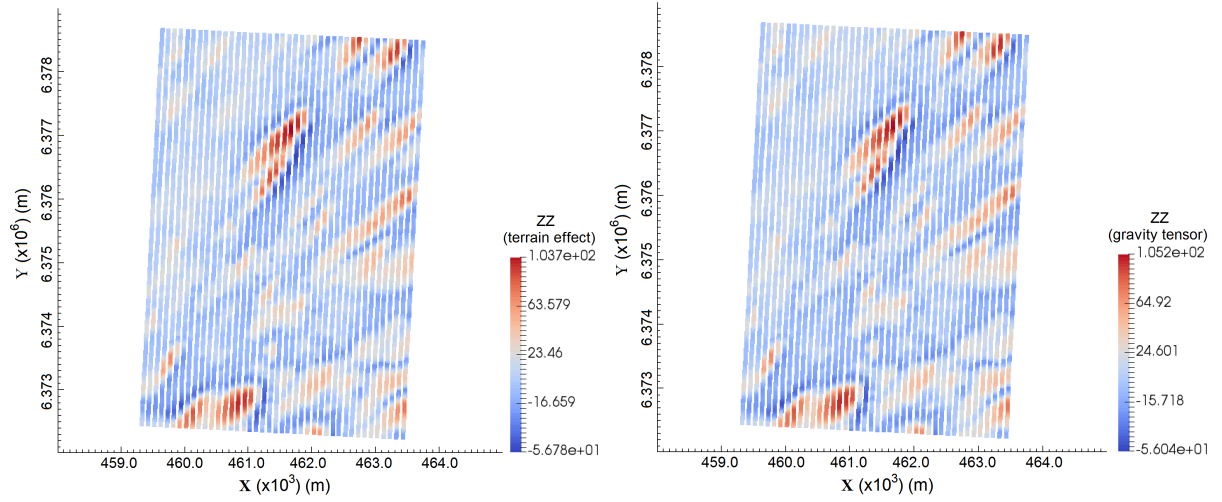 6.378
6.377
6.376
6.375
6.374
6.373
Y (x10⁶) (m)
459.0 460.0 461.0 462.0 463.0 464.0
X (x10³) (m)
ZZ
(terrain effect)
1.037e+02
63.579
23.46
-16.659
-5.678e+01
6.378
6.377
6.376
6.375
6.374
6.373
Y (x10⁶) (m)
459.0 460.0 461.0 462.0 463.0 464.0
X (x10³) (m)
ZZ
(gravity tensor)
1.052e+02
64.92
24.601
-15.718
-5.604e+01